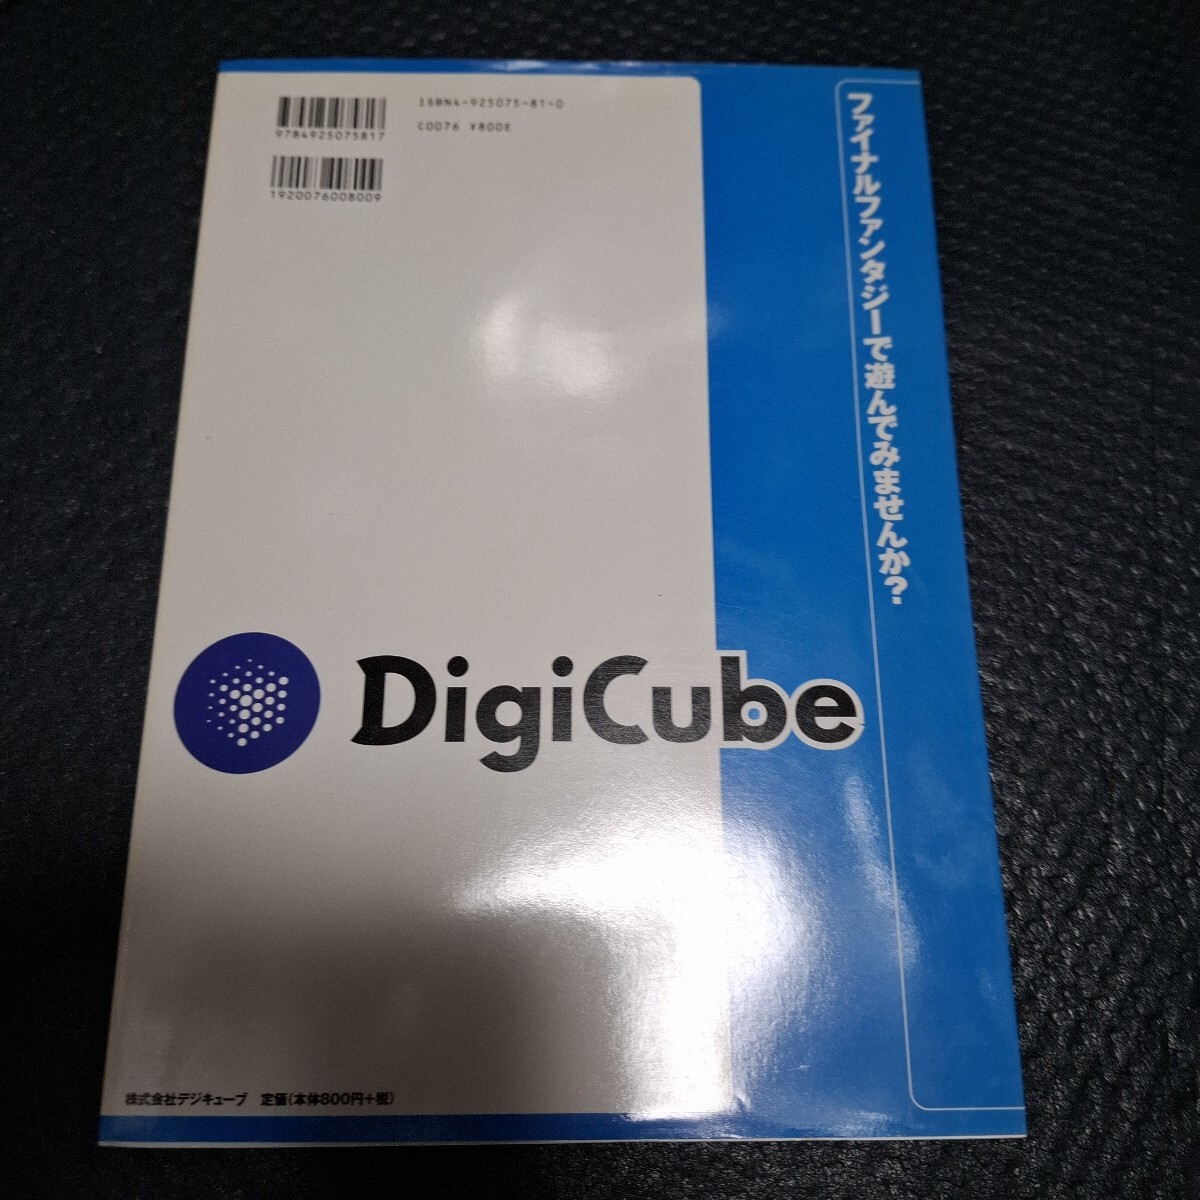 9784925075817
ISBN4-925075-81-0
C0076 ¥800E
1920076008009
ファイナルファンタジーで遊んでみませんか?
DigiCube
株式会社デジキューブ 定価(本体800円+税)